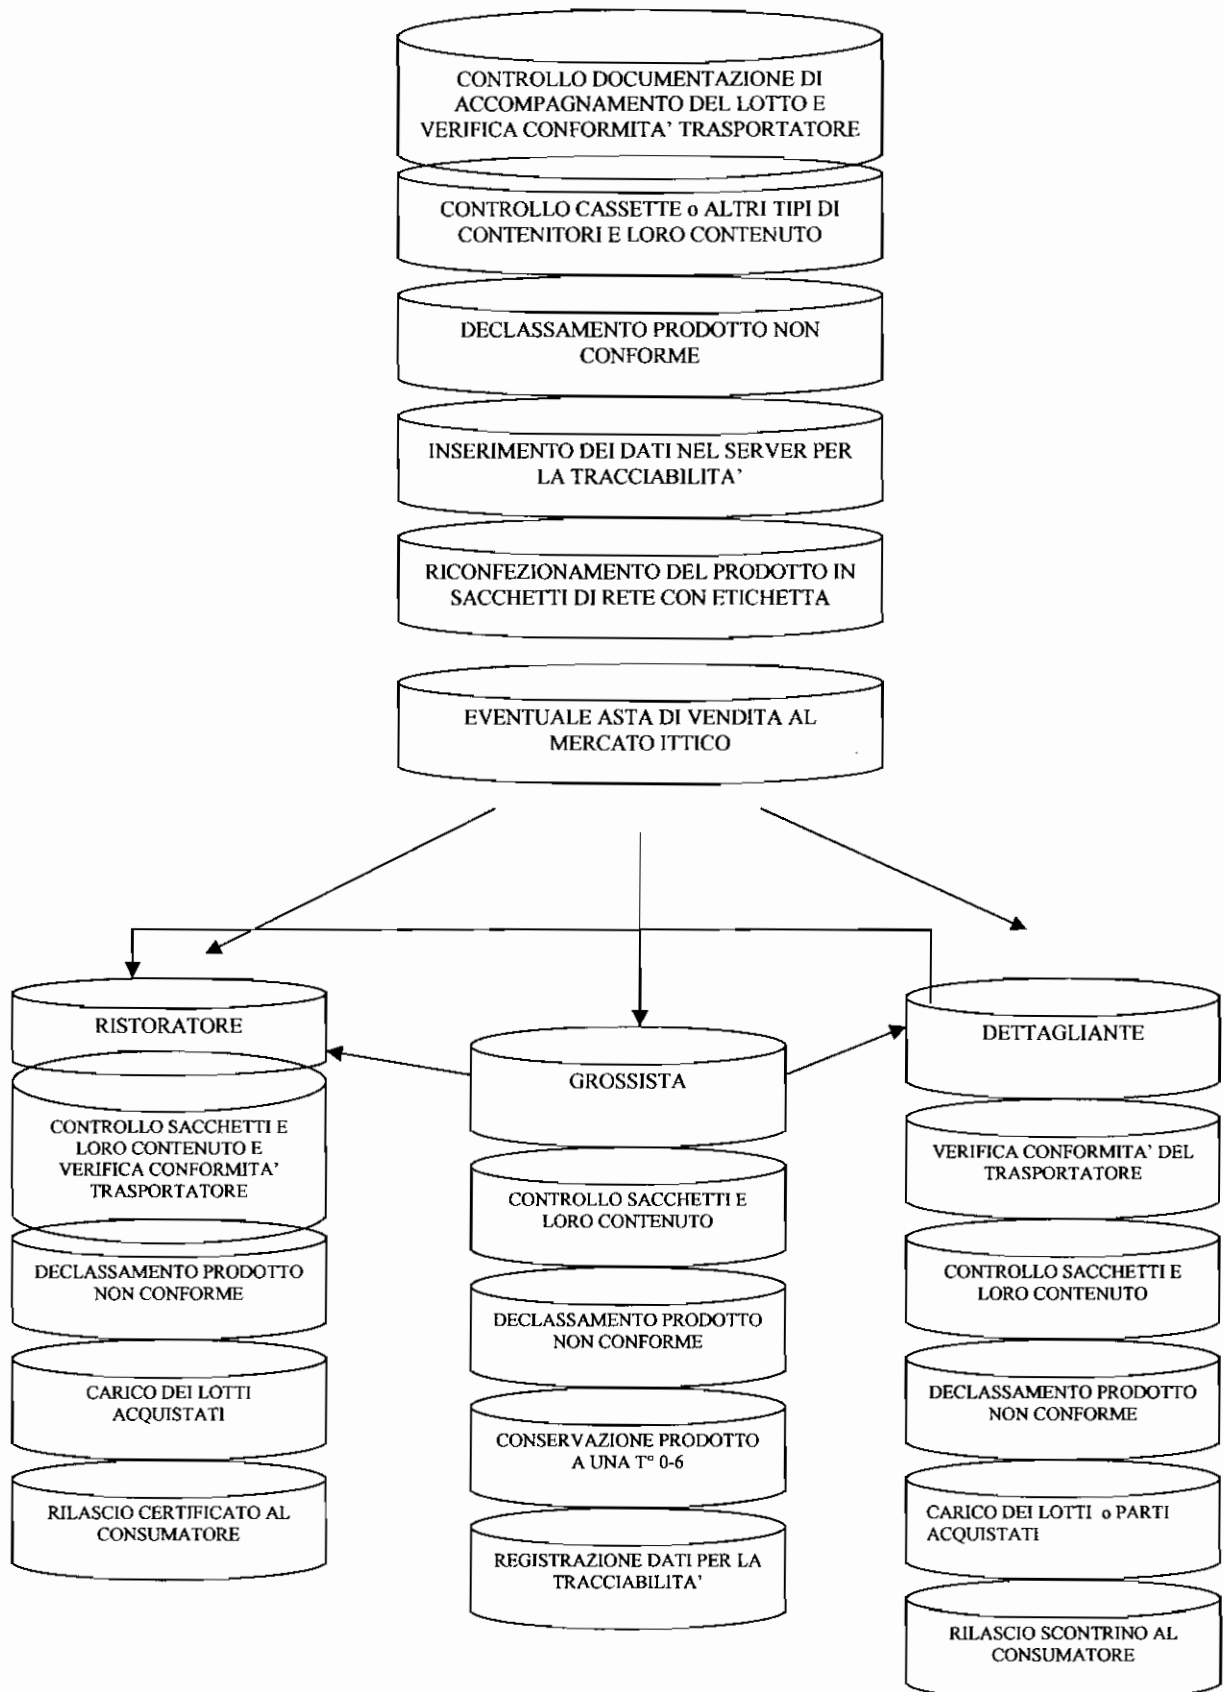 CONTROLLO DOCUMENTAZIONE DI
ACCOMPAGNAMENTO DEL LOTTO E
VERIFICA CONFORMITA' TRASPORTATORE
CONTROLLO CASSETTE o ALTRI TIPI DI
CONTENITORI E LORO CONTENUTO
DECLASSAMENTO PRODOTTO NON
CONFORME
INSERIMENTO DEI DATI NEL SERVER PER
LA TRACCIABILITA'
RICONFEZIONAMENTO DEL PRODOTTO IN
SACCHETTI DI RETE CON ETICHETTA
EVENTUALE ASTA DI VENDITA AL
MERCATO ITTICO
RISTORATORE
CONTROLLO SACCHETTI E
LORO CONTENUTO E
VERIFICA CONFORMITA'
TRASPORTATORE
DECLASSAMENTO PRODOTTO
NON CONFORME
CARICO DEI LOTTI
ACQUISTATI
RILASCIO CERTIFICATO AL
CONSUMATORE
GROSSISTA
CONTROLLO SACCHETTI E
LORO CONTENUTO
DECLASSAMENTO PRODOTTO
NON CONFORME
CONSERVAZIONE PRODOTTO
A UNA T° 0-6
REGISTRAZIONE DATI PER LA
TRACCIABILITA'
DETTAGLIANTE
VERIFICA CONFORMITA' DEL
TRASPORTATORE
CONTROLLO SACCHETTI E
LORO CONTENUTO
DECLASSAMENTO PRODOTTO
NON CONFORME
CARICO DEI LOTTI o PARTI
ACQUISTATI
RILASCIO SCONTRINO AL
CONSUMATORE